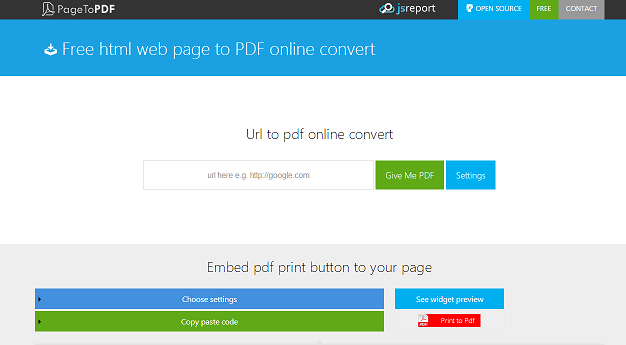 PageToPDF
jsreport
OPEN SOURCE
FREE
CONTACT
Free html web page to PDF online convert
Url to pdf online convert
url here e.g. http://google.com
Give Me PDF
Settings
Embed pdf print button to your page
Choose settings
See widget preview
Copy paste code
Print to Pdf